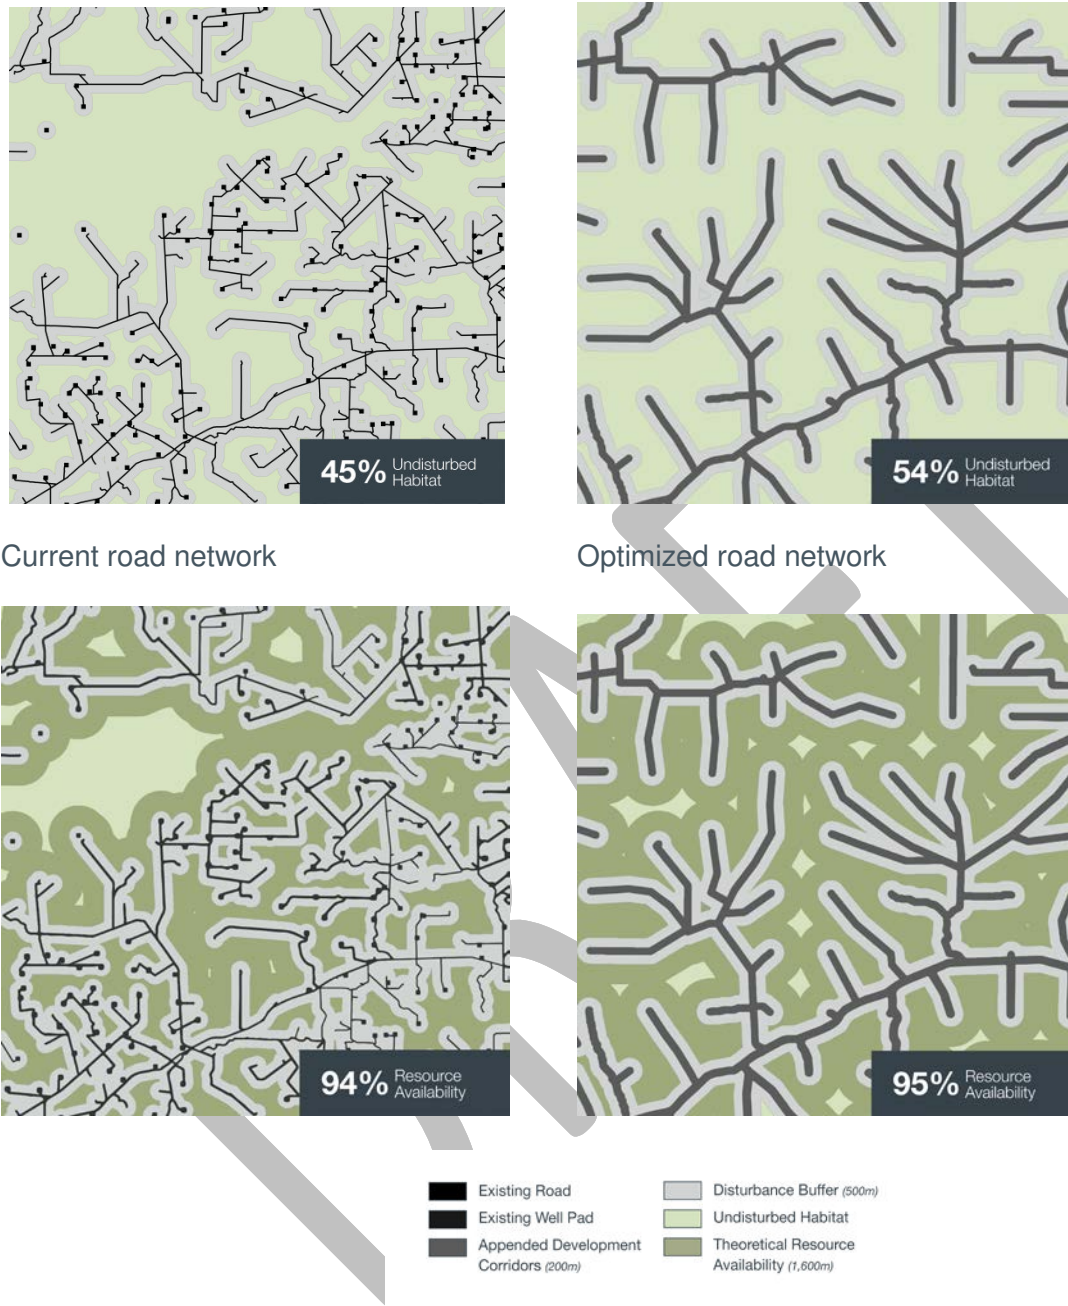 45% Undisturbed
Habitat
54% Undisturbed
Habitat
Current road network
Optimized road network
94% Resource
Availability
95% Resource
Availability
Existing Road
Existing Well Pad
Appended Development
Corridors (200m)
Disturbance Buffer (500m)
Undisturbed Habitat
Theoretical Resource
Availability (1,600m)